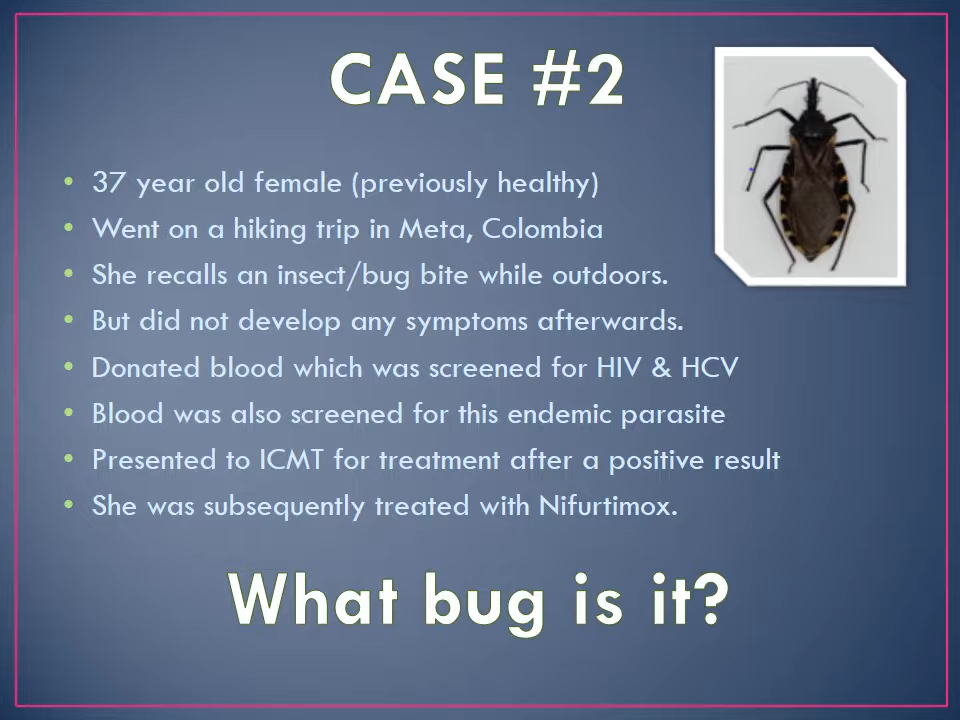 CASE #2
• 37 year old female (previously healthy)
• Went on a hiking trip in Meta, Colombia
• She recalls an insect/bug bite while outdoors.
• But did not develop any symptoms afterwards.
• Donated blood which was screened for HIV & HCV
• Blood was also screened for this endemic parasite
• Presented to ICMT for treatment after a positive result
• She was subsequently treated with Nifurtimox.
What bug is it?